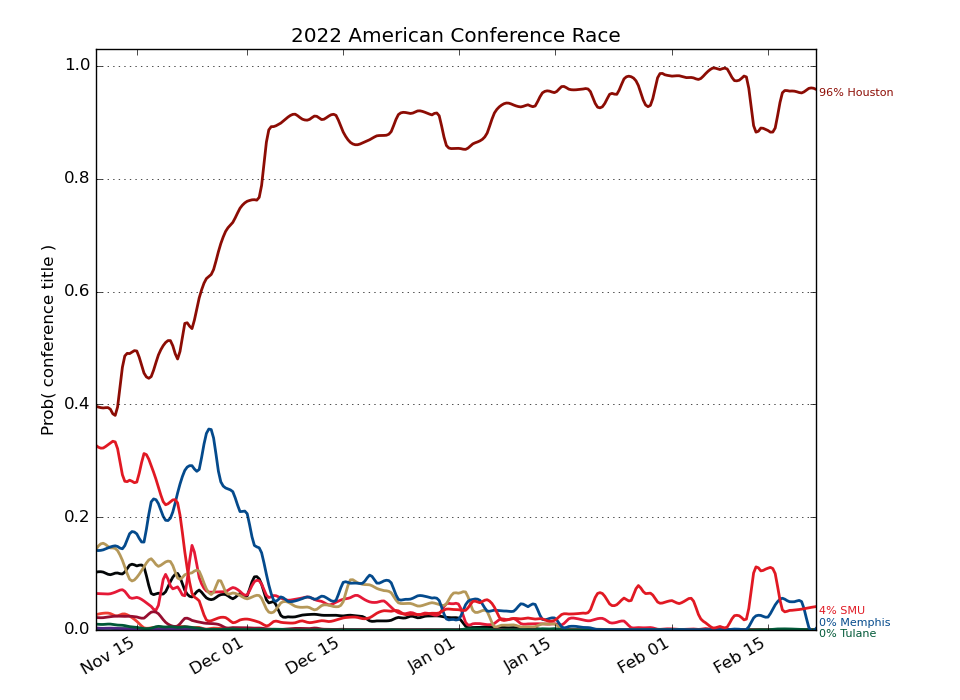 2022 American Conference Race
Prob( conference title )
1.0
0.8
0.6
0.4
0.2
0.0
96% Houston
4% SMU
0% Memphis
0% Tulane
Nov 15
Dec 01
Dec 15
Jan 01
Jan 15
Feb 01
Feb 15